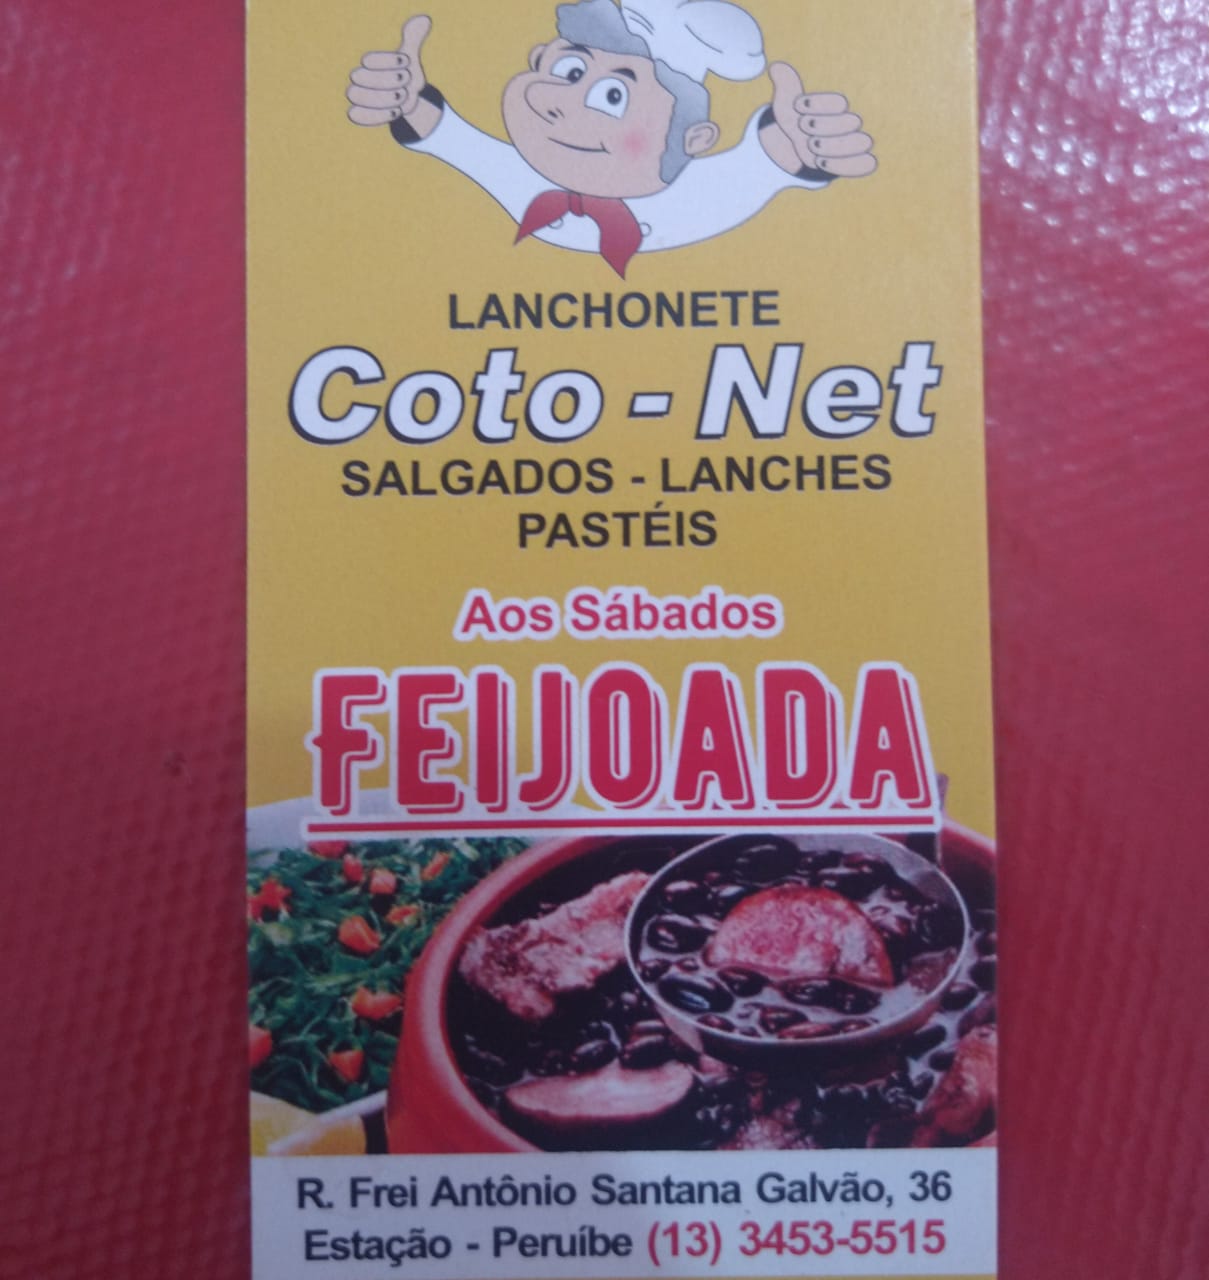 LANCHONETE
Coto - Net
SALGADOS - LANCHES
PASTÉIS
Aos Sábados
FEIJOADA
R. Frei Antônio Santana Galvão, 36
Estação - Peruíbe (13) 3453-5515